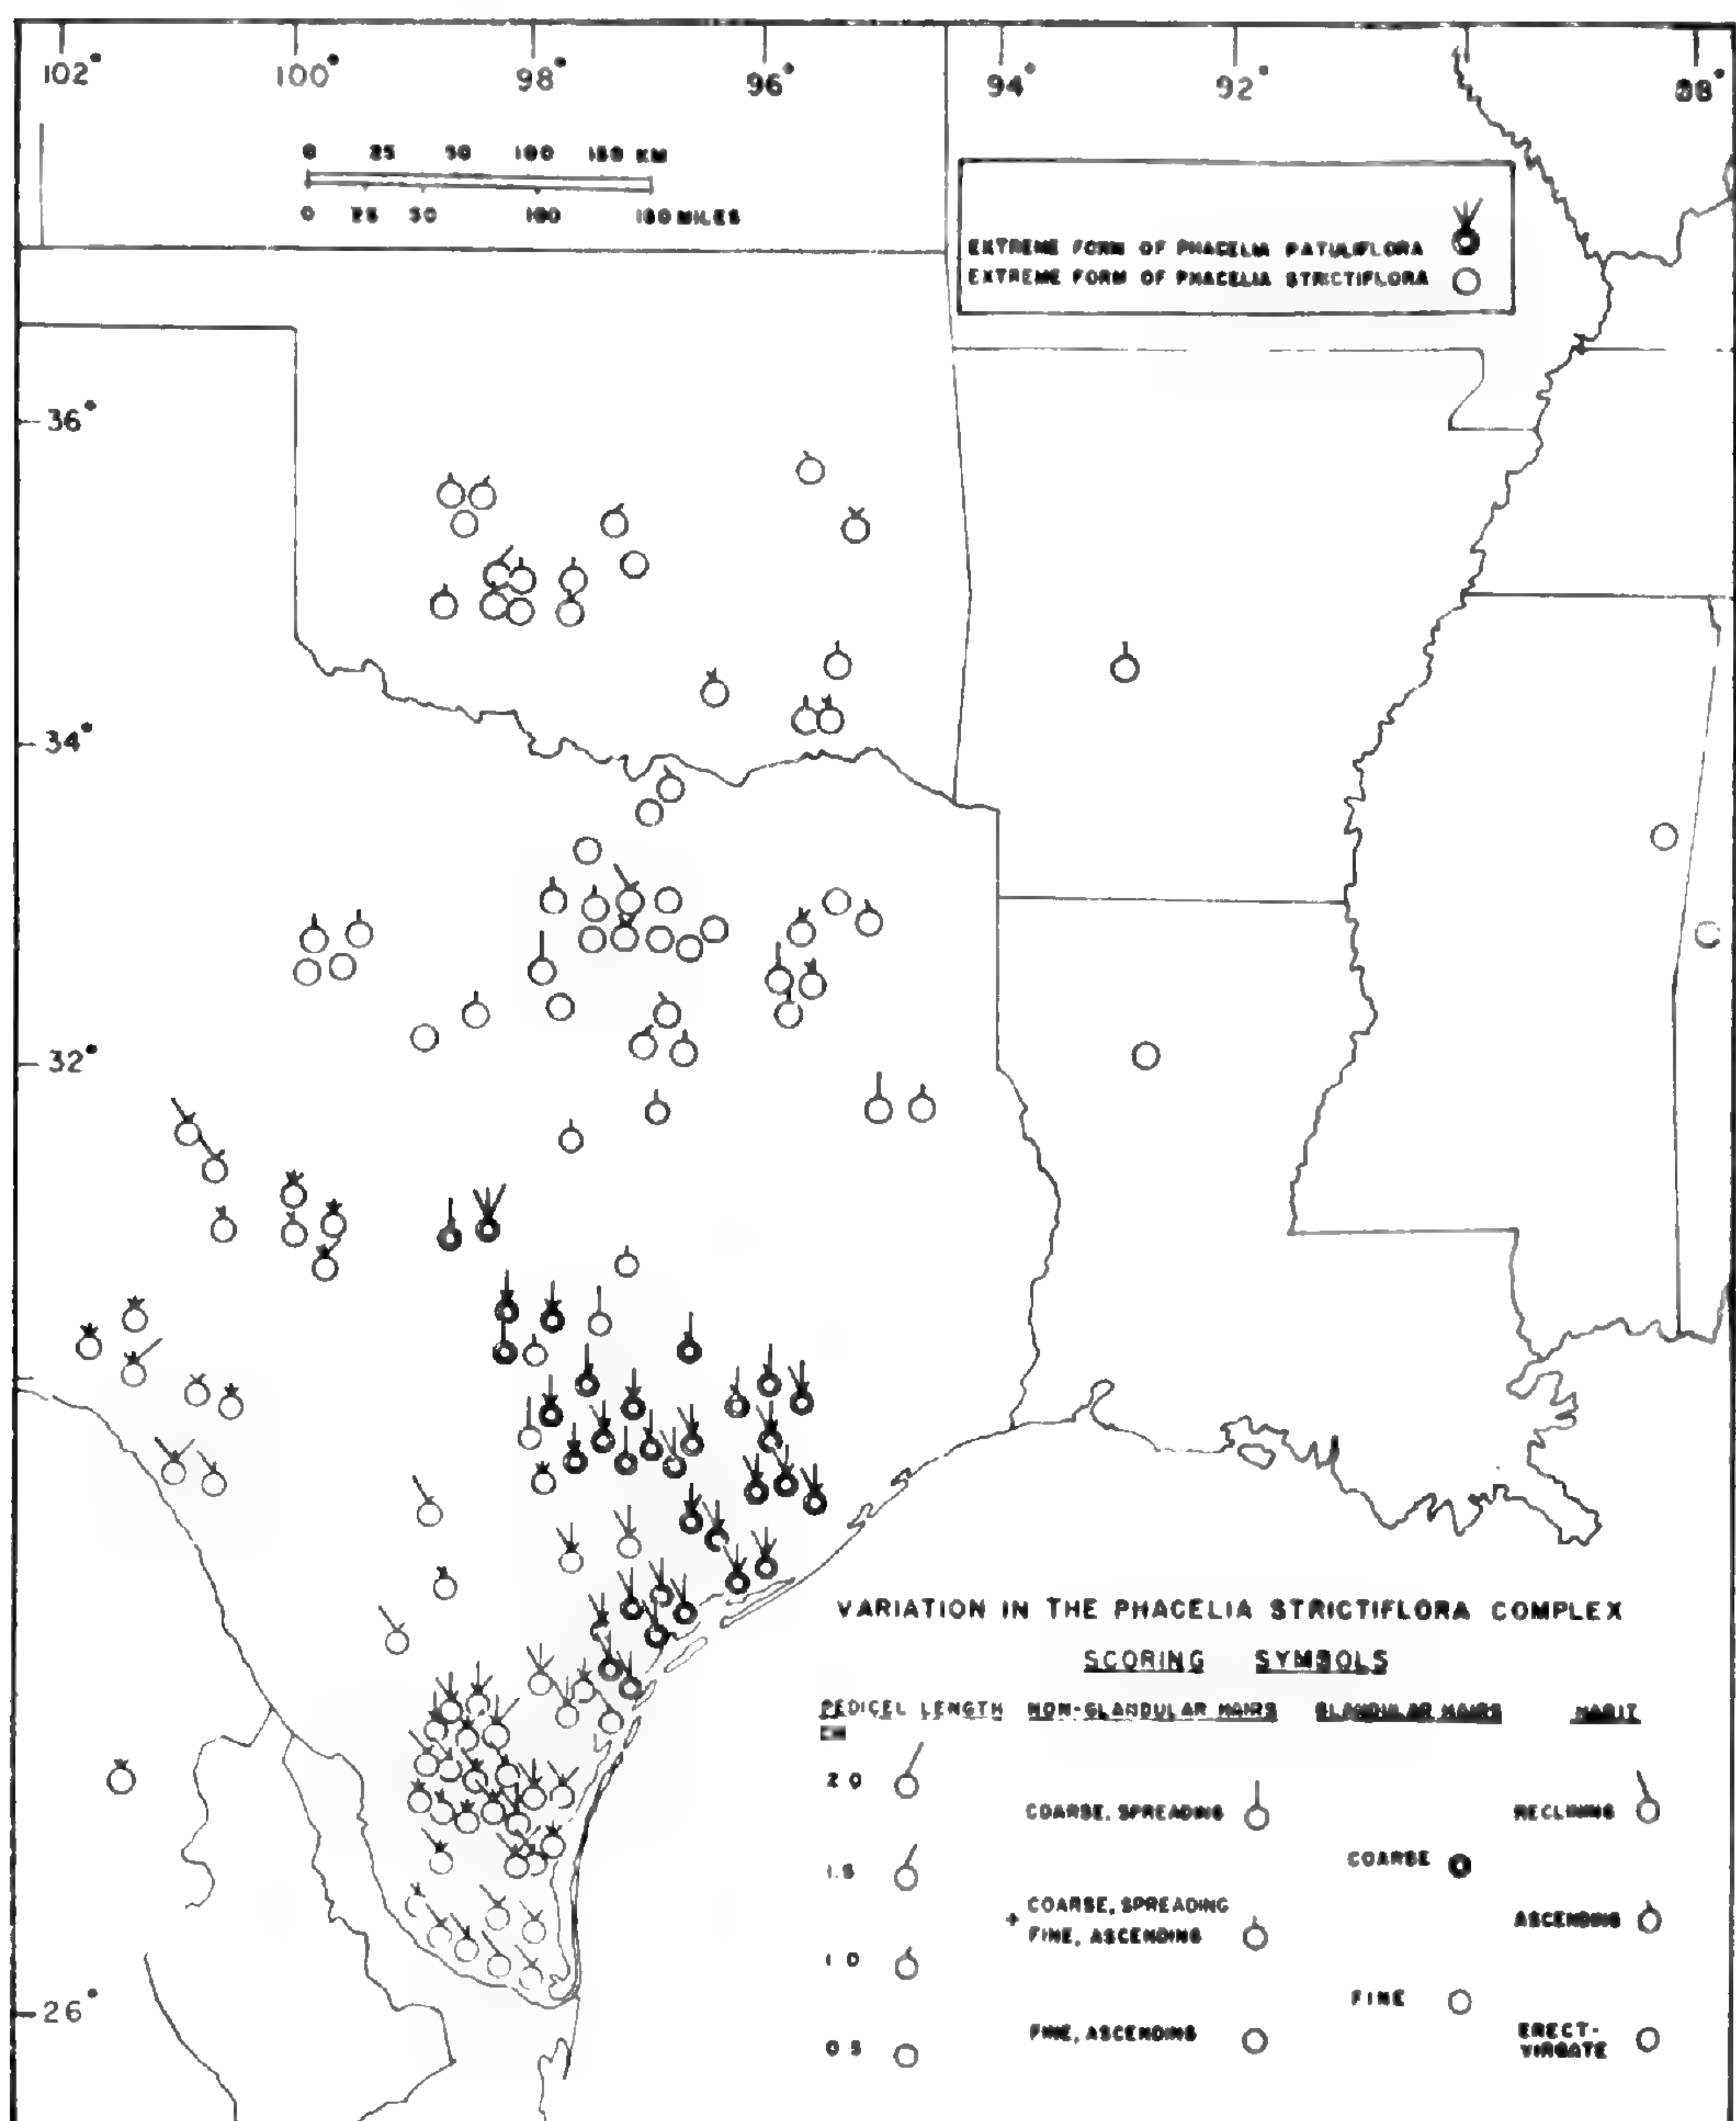 102° 100° 98° 96° 94° 92° 88°
0 25 50 100 150 KM
0 25 50 100 150 MILES
EXTREME FORM OF PHACELIA PATULIFLORA
EXTREME FORM OF PHACELIA STRICTIFLORA
36°
34°
32°
26°
VARIATION IN THE PHACELIA STRICTIFLORA COMPLEX
SCORING SYMBOLS
PEDICEL LENGTH NON-GLANDULAR HAIRS GLANDULAR HAIRS HABIT
CM
2.0
COARSE, SPREADING
RECLINING
1.5
COARSE
+ COARSE, SPREADING
FINE, ASCENDING
ASCENDING
1.0
FINE
FINE, ASCENDING
ERECT-
VIRGATE
0.5